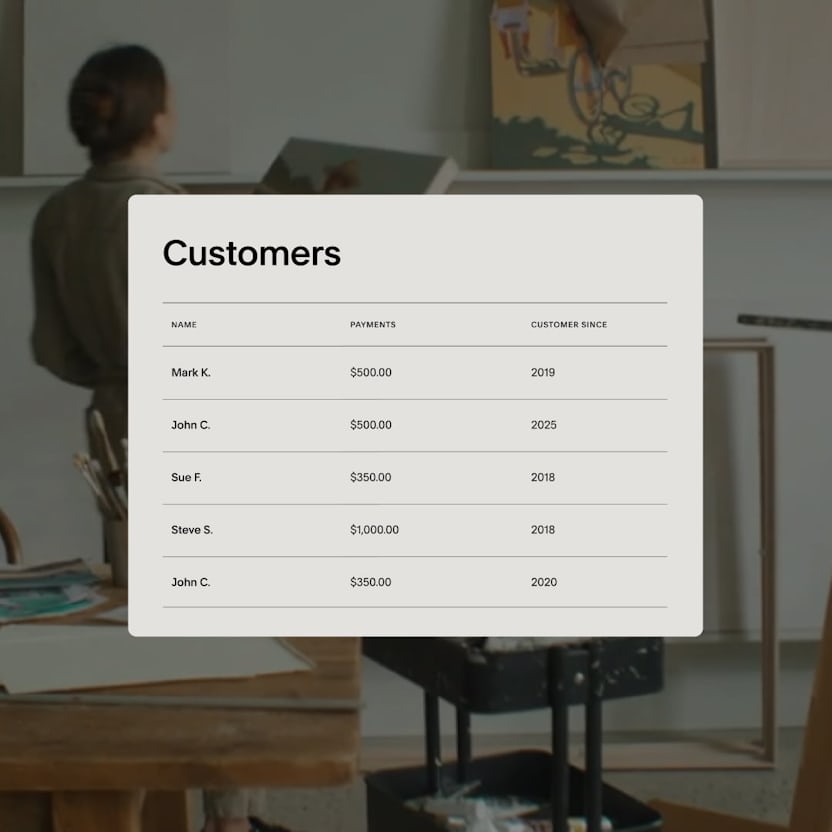 Customers
NAME PAYMENTS CUSTOMER SINCE
Mark K. $500.00 2019
John C. $500.00 2025
Sue F. $350.00 2018
Steve S. $1,000.00 2018
John C. $350.00 2020